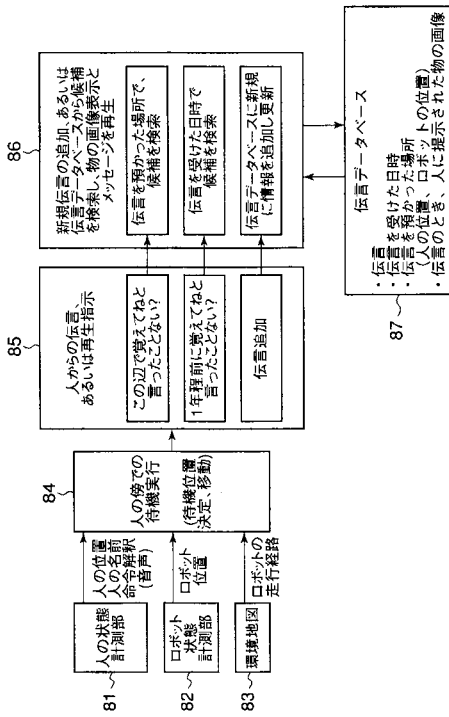 81
人の状態
計測部
82
ロボット
状態
計測部
83
環境地図
人の位置
人の名前
命令解釈
(音声)
ロボット
位置
ロボットの
走行経路
84
人の傍での
待機実行
(待機位置
決定、移動)
85
人からの伝言、
あるいは再生指示
この辺で覚えてねと
言ったことない?
1年程前に覚えてねと
言ったことない?
伝言追加
86
新規伝言の追加、あるいは
伝言データベースから候補
を検索し、物の画像表示と
メッセージを再生
伝言を預かった場所で、
候補を検索
伝言を受けた日時で
候補を検索
伝言データベースに新規
に情報を追加し更新
87
伝言データベース
・伝言
・伝言を受けた日時
・伝言を預かった場所
(人の位置、ロボットの位置)
・伝言のとき、人に提示された物の画像